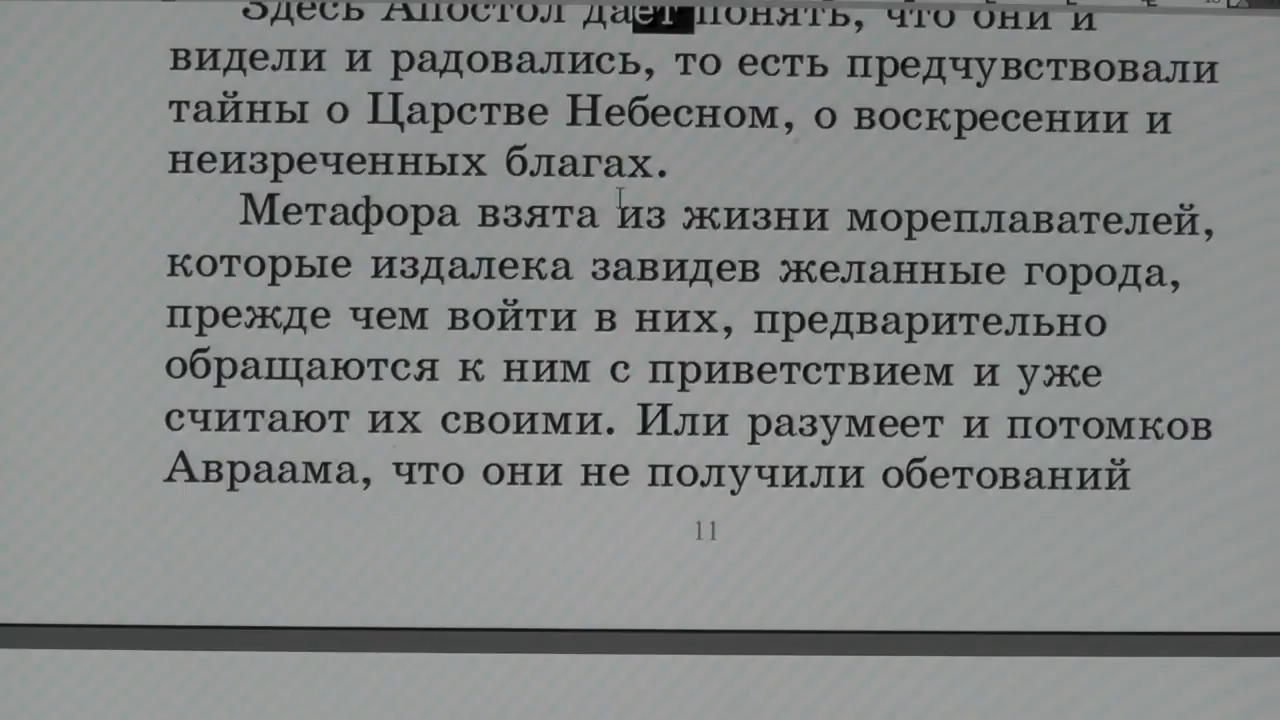 Здесь Апостол дает понять, что они и
видели и радовались, то есть предчувствовали
тайны о Царстве Небесном, о воскресении и
неизреченных благах.
Метафора взята из жизни мореплавателей,
которые издалека завидев желанные города,
прежде чем войти в них, предварительно
обращаются к ним с приветствием и уже
считают их своими. Или разумеет и потомков
Авраама, что они не получили обетований
11